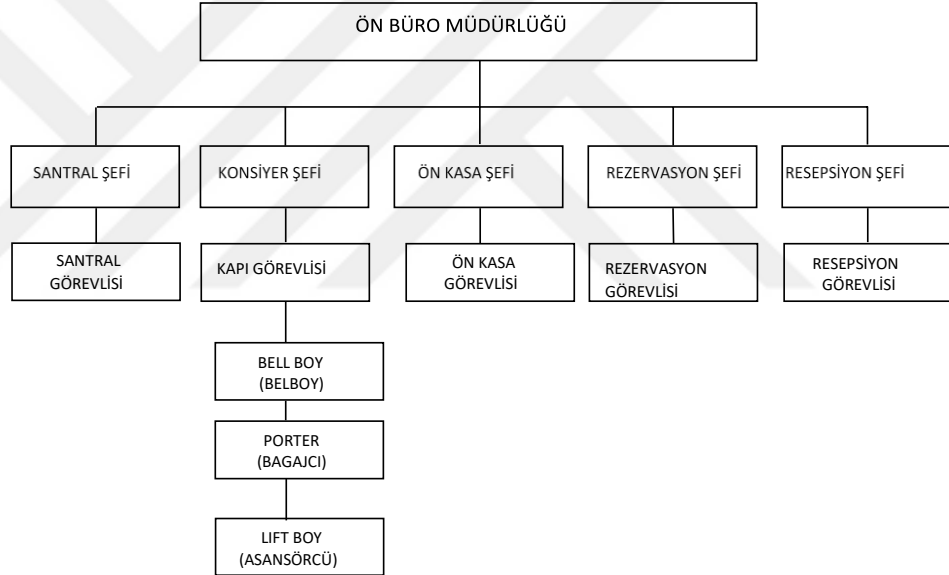 ÖN BÜRO MÜDÜRLÜĞÜ
SANTRAL ŞEFİ
KONSİYER ŞEFİ
ÖN KASA ŞEFİ
REZERVASYON ŞEFİ
RESEPSİYON ŞEFİ
SANTRAL
GÖREVLİSİ
KAPI GÖREVLİSİ
ÖN KASA
GÖREVLİSİ
REZERVASYON
GÖREVLİSİ
RESEPSİYON
GÖREVLİSİ
BELL BOY
(BELBOY)
PORTER
(BAGAJCI)
LIFT BOY
(ASANSÖRCÜ)